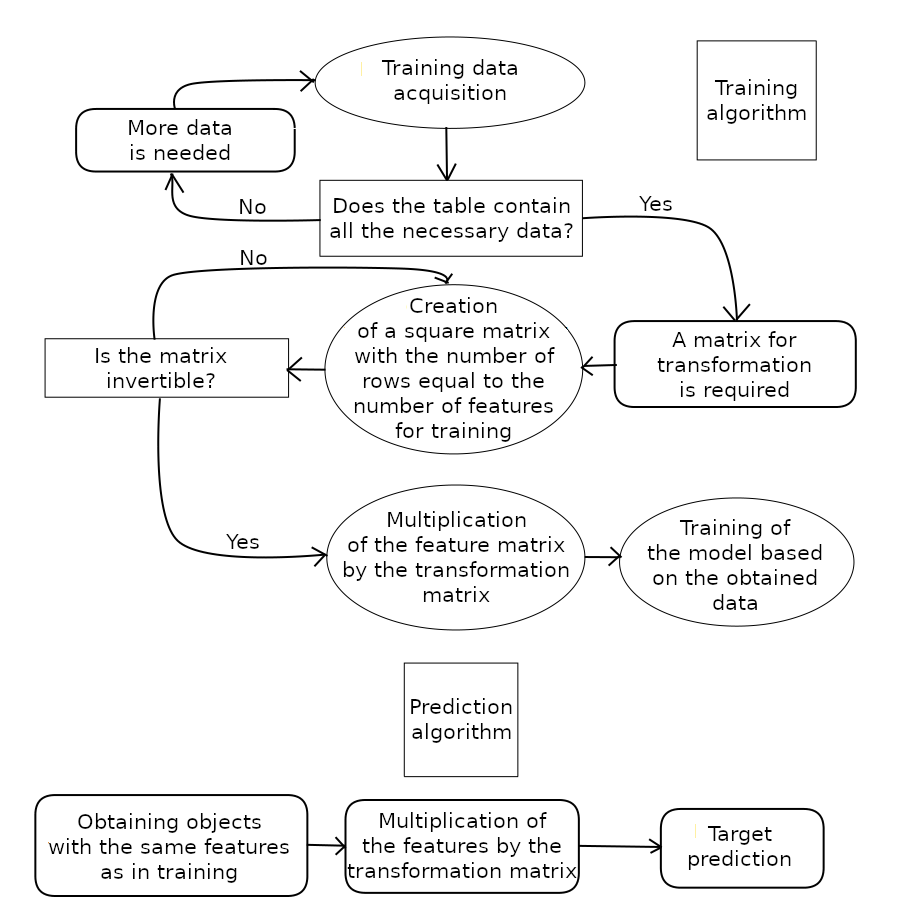 Training data
acquisition
Training
algorithm
More data
is needed
No
Does the table contain
all the necessary data?
Yes
No
Creation
of a square matrix
with the number of
rows equal to the
number of features
for training
Is the matrix
invertible?
A matrix for
transformation
is required
Yes
Multiplication
of the feature matrix
by the transformation
matrix
Training of
the model based
on the obtained
data
Prediction
algorithm
Obtaining objects
with the same features
as in training
Multiplication of
the features by the
transformation matrix
Target
prediction